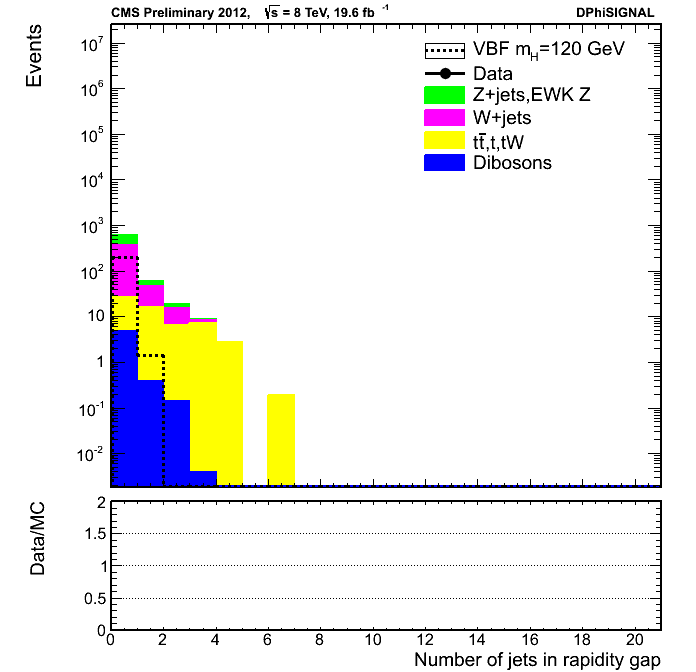 CMS Preliminary 2012, √s = 8 TeV, 19.6 fb⁻¹ DPhiSIGNAL
Events
10⁷
10⁶
10⁵
10⁴
10³
10²
10
1
10⁻¹
10⁻²
VBF m_H=120 GeV
Data
Z+jets,EWK Z
W+jets
tt̄,t,tW
Dibosons
Data/MC
2
1.5
1
0.5
0
0 2 4 6 8 10 12 14 16 18 20
Number of jets in rapidity gap